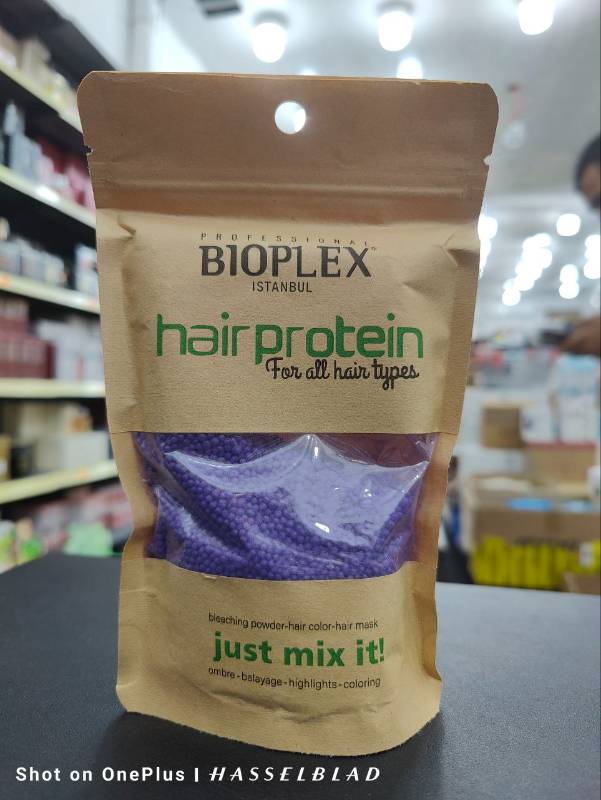 PROFESSIONAL
BIOPLEX
ISTANBUL
hair protein
For all hair types
bleaching powder-hair color-hair mask
just mix it!
ombre-balayage-highlights-coloring
Shot on OnePlus | HASSELBLAD